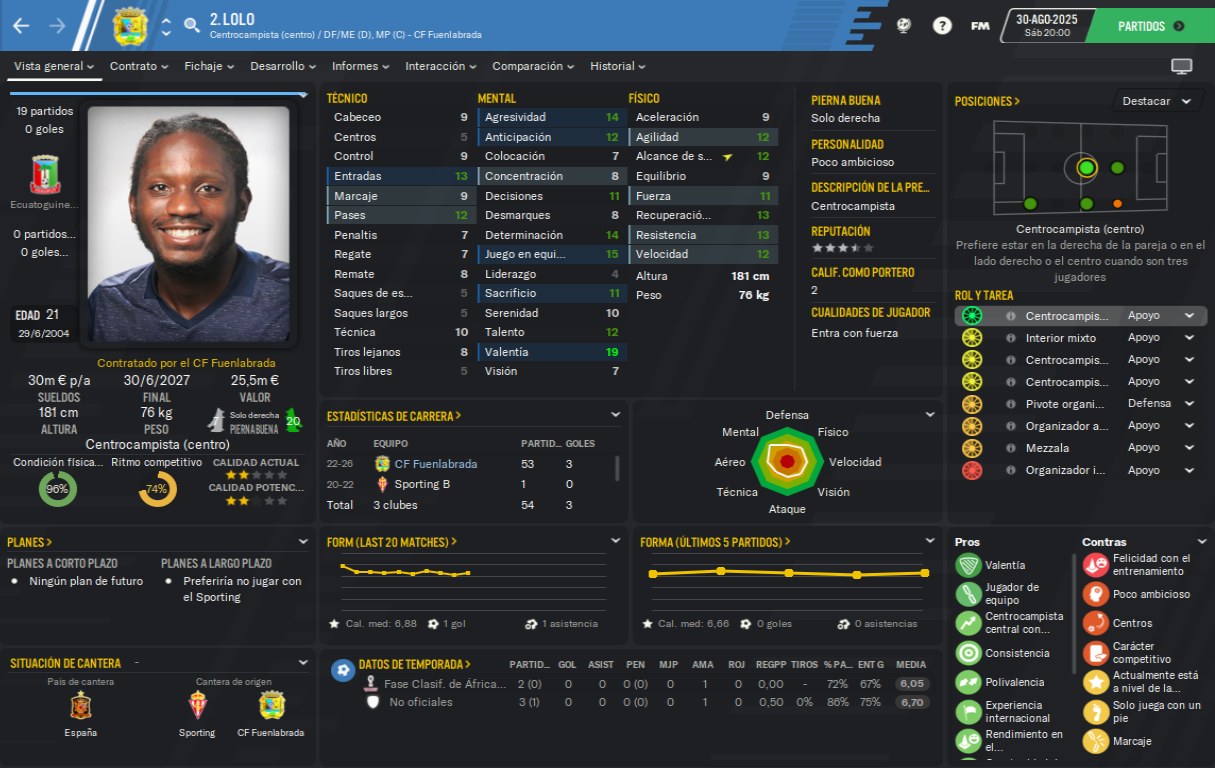 2. LOLO
Centrocampista (centro) / DF/ME (D), MP (C) - CF Fuenlabrada
FM
30-AGO-2025
Sáb 20:00
PARTIDOS
Vista general
Contrato
Fichaje
Desarrollo
Informes
Interacción
Comparación
Historial
19 partidos
0 goles
Ecuatoguine...
0 partidos...
0 goles...
EDAD 21
29/6/2004
Contratado por el CF Fuenlabrada
30m € p/a
SUELDOS
30/6/2027
FINAL
25,5m €
VALOR
181 cm
ALTURA
76 kg
PESO
7
Solo derecha
PIERNA BUENA
20
Centrocampista (centro)
Condición física...
96%
Ritmo competitivo
74%
CALIDAD ACTUAL
CALIDAD POTENC...
TÉCNICO
Cabeceo 9
Centros 5
Control 9
Entradas 13
Marcaje 9
Pases 12
Penaltis 7
Regate 7
Remate 8
Saques de es... 5
Saques largos 5
Técnica 10
Tiros lejanos 8
Tiros libres 5
MENTAL
Agresividad 14
Anticipación 12
Colocación 7
Concentración 8
Decisiones 11
Desmarques 8
Determinación 14
Juego en equi... 15
Liderazgo 4
Sacrificio 11
Serenidad 10
Talento 12
Valentía 19
Visión 7
FÍSICO
Aceleración 9
Agilidad 12
Alcance de s... 12
Equilibrio 9
Fuerza 11
Recuperació... 13
Resistencia 13
Velocidad 12
Altura 181 cm
Peso 76 kg
PIERNA BUENA
Solo derecha
PERSONALIDAD
Poco ambicioso
DESCRIPCIÓN DE LA PRE...
Centrocampista
REPUTACIÓN
CALIF. COMO PORTERO
2
CUALIDADES DE JUGADOR
Entra con fuerza
POSICIONES >
Destacar
Centrocampista (centro)
Prefiere estar en la derecha de la pareja o en el
lado derecho o el centro cuando son tres
jugadores
ROL Y TAREA
Centrocampis... Apoyo
Interior mixto Apoyo
Centrocampis... Apoyo
Centrocampis... Apoyo
Pivote organi... Defensa
Organizador a... Apoyo
Mezzala Apoyo
Organizador i... Apoyo
ESTADÍSTICAS DE CARRERA >
AÑO EQUIPO PARTID... GOLES
22-26 CF Fuenlabrada 53 3
20-22 Sporting B 1 0
Total 3 clubes 54 3
Defensa
Mental Físico
Aéreo Velocidad
Técnica Visión
Ataque
PLANES >
PLANES A CORTO PLAZO
Ningún plan de futuro
PLANES A LARGO PLAZO
Preferiría no jugar con
el Sporting
FORM (LAST 20 MATCHES) >
Cal. med: 6,88 1 gol 1 asistencia
FORMA (ÚLTIMOS 5 PARTIDOS) >
Cal. med: 6,66 0 goles 0 asistencias
SITUACIÓN DE CANTERA -
País de cantera
España
Cantera de origen
Sporting
CF Fuenlabrada
DATOS DE TEMPORADA > PARTID... GOL ASIST PEN MJP AMA ROJ REGPP TIROS % PA... ENT G MEDIA
Fase Clasif. de África... 2 (0) 0 0 0 (0) 0 1 0 0,00 - 72% 67% 6,05
No oficiales 3 (1) 0 0 0 (0) 0 1 0 0,50 0% 86% 75% 6,70
Pros
Valentía
Jugador de
equipo
Centrocampista
central con...
Consistencia
Polivalencia
Experiencia
internacional
Rendimiento en
el...
Contras
Felicidad con el
entrenamiento
Poco ambicioso
Centros
Carácter
competitivo
Actualmente está
a nivel de la...
Solo juega con un
pie
Marcaje